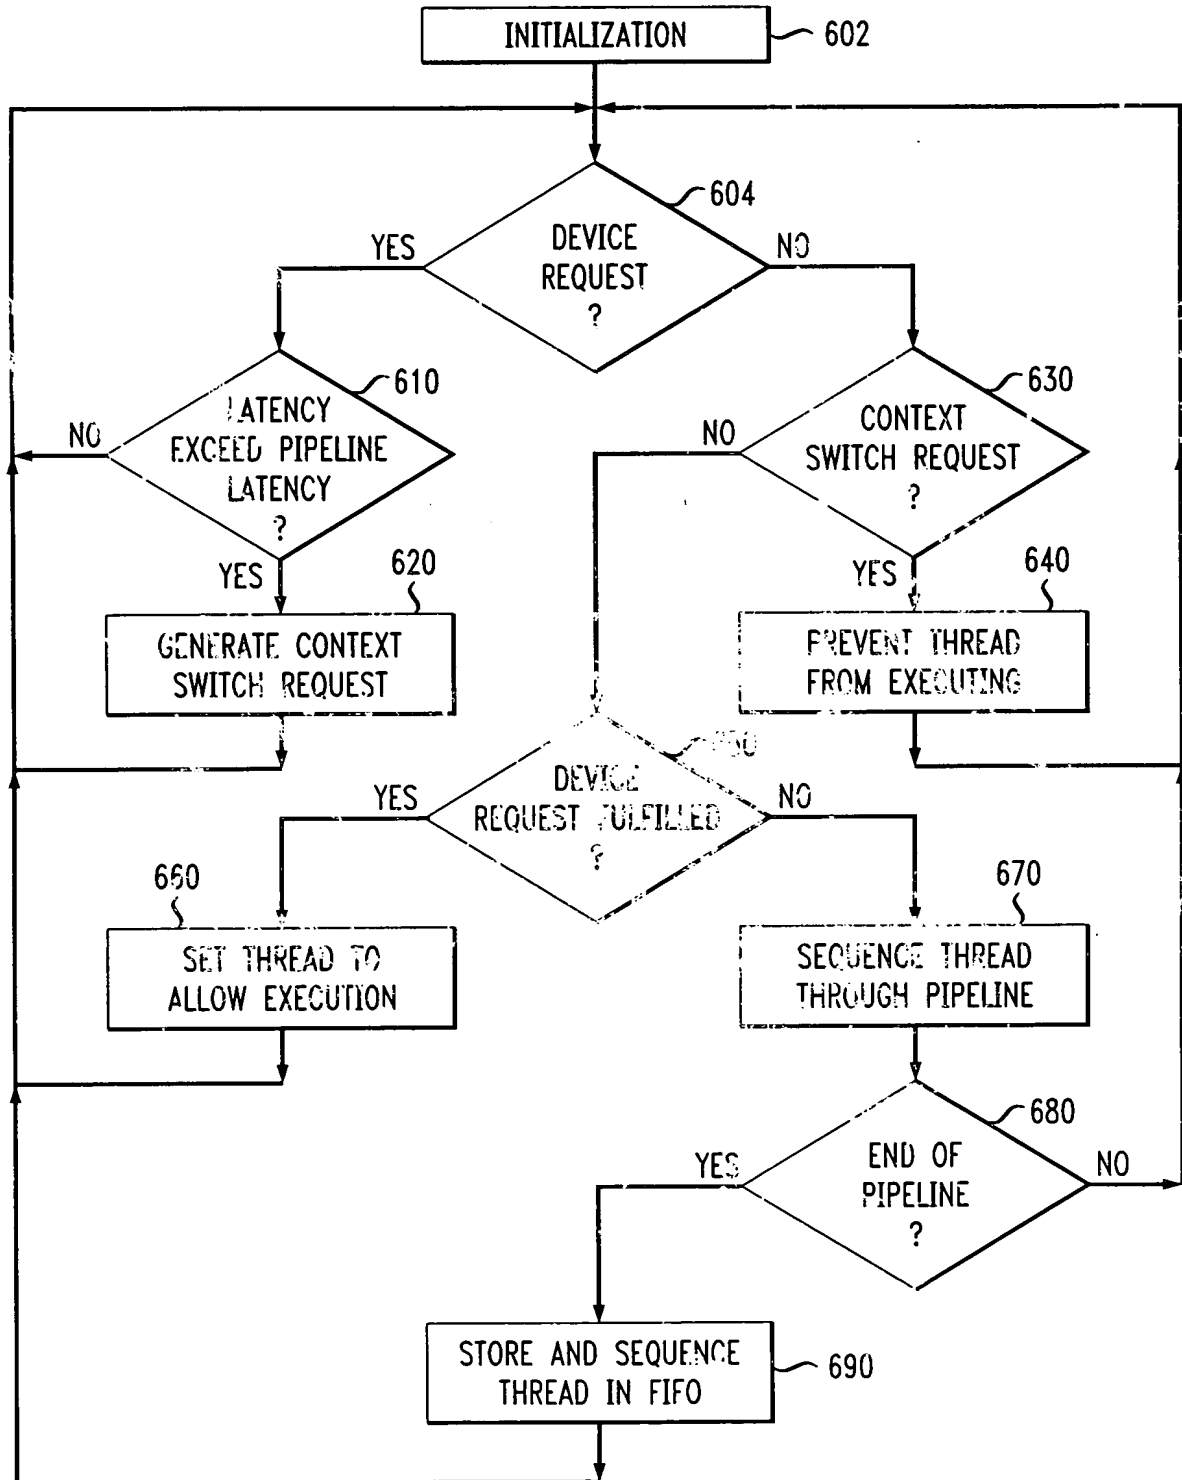 INITIALIZATION
602
604
DEVICE
REQUEST
?
YES
NO
610
LATENCY
EXCEED PIPELINE
LATENCY
?
NO
YES
630
CONTEXT
SWITCH REQUEST
?
NO
YES
620
GENERATE CONTEXT
SWITCH REQUEST
640
PREVENT THREAD
FROM EXECUTING
DEVICE
REQUEST FULFILLED
?
YES
NO
660
SET THREAD TO
ALLOW EXECUTION
670
SEQUENCE THREAD
THROUGH PIPELINE
680
END OF
PIPELINE
?
YES
NO
STORE AND SEQUENCE
THREAD IN FIFO
690